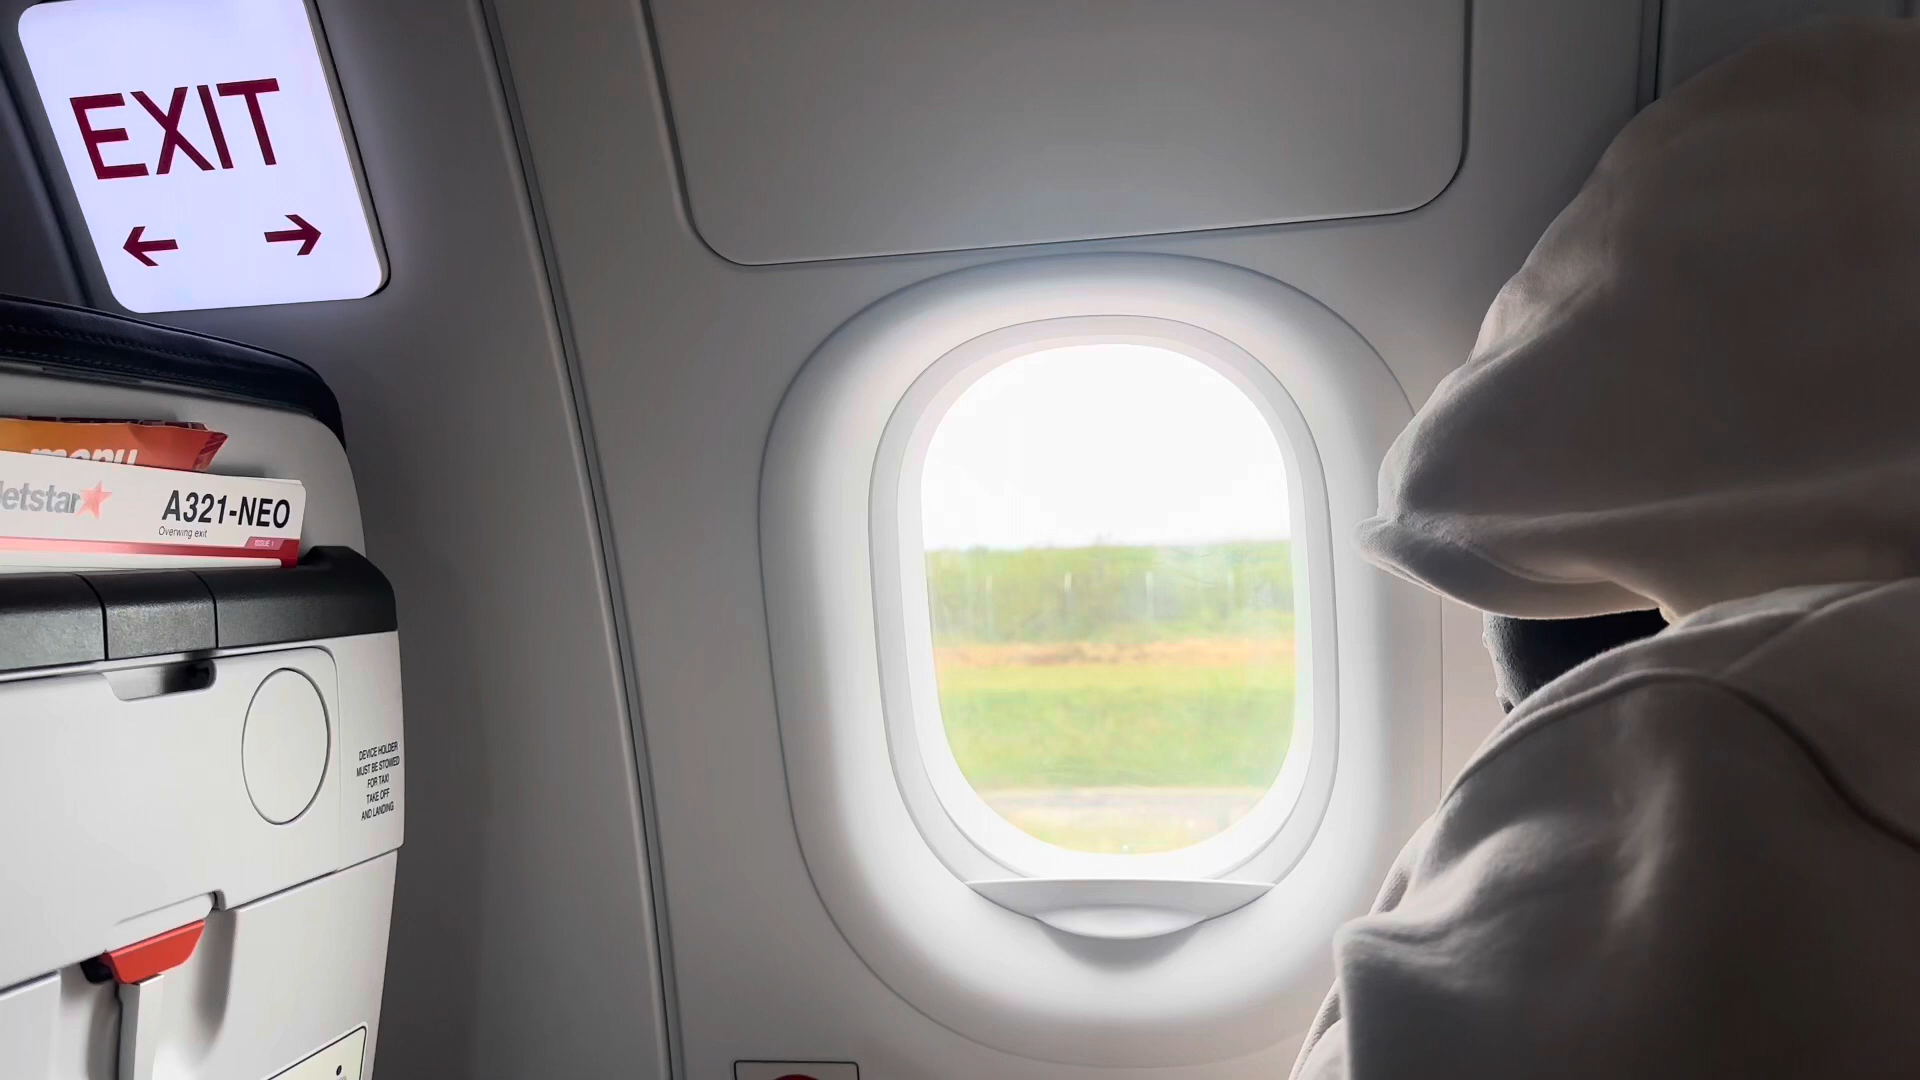 EXIT
← →
menu
Jetstar
A321-NEO
Overwing exit
ISSUE 1
DEVICE HOLDER
MUST BE STOWED
FOR TAXI
TAKE OFF
AND LANDING